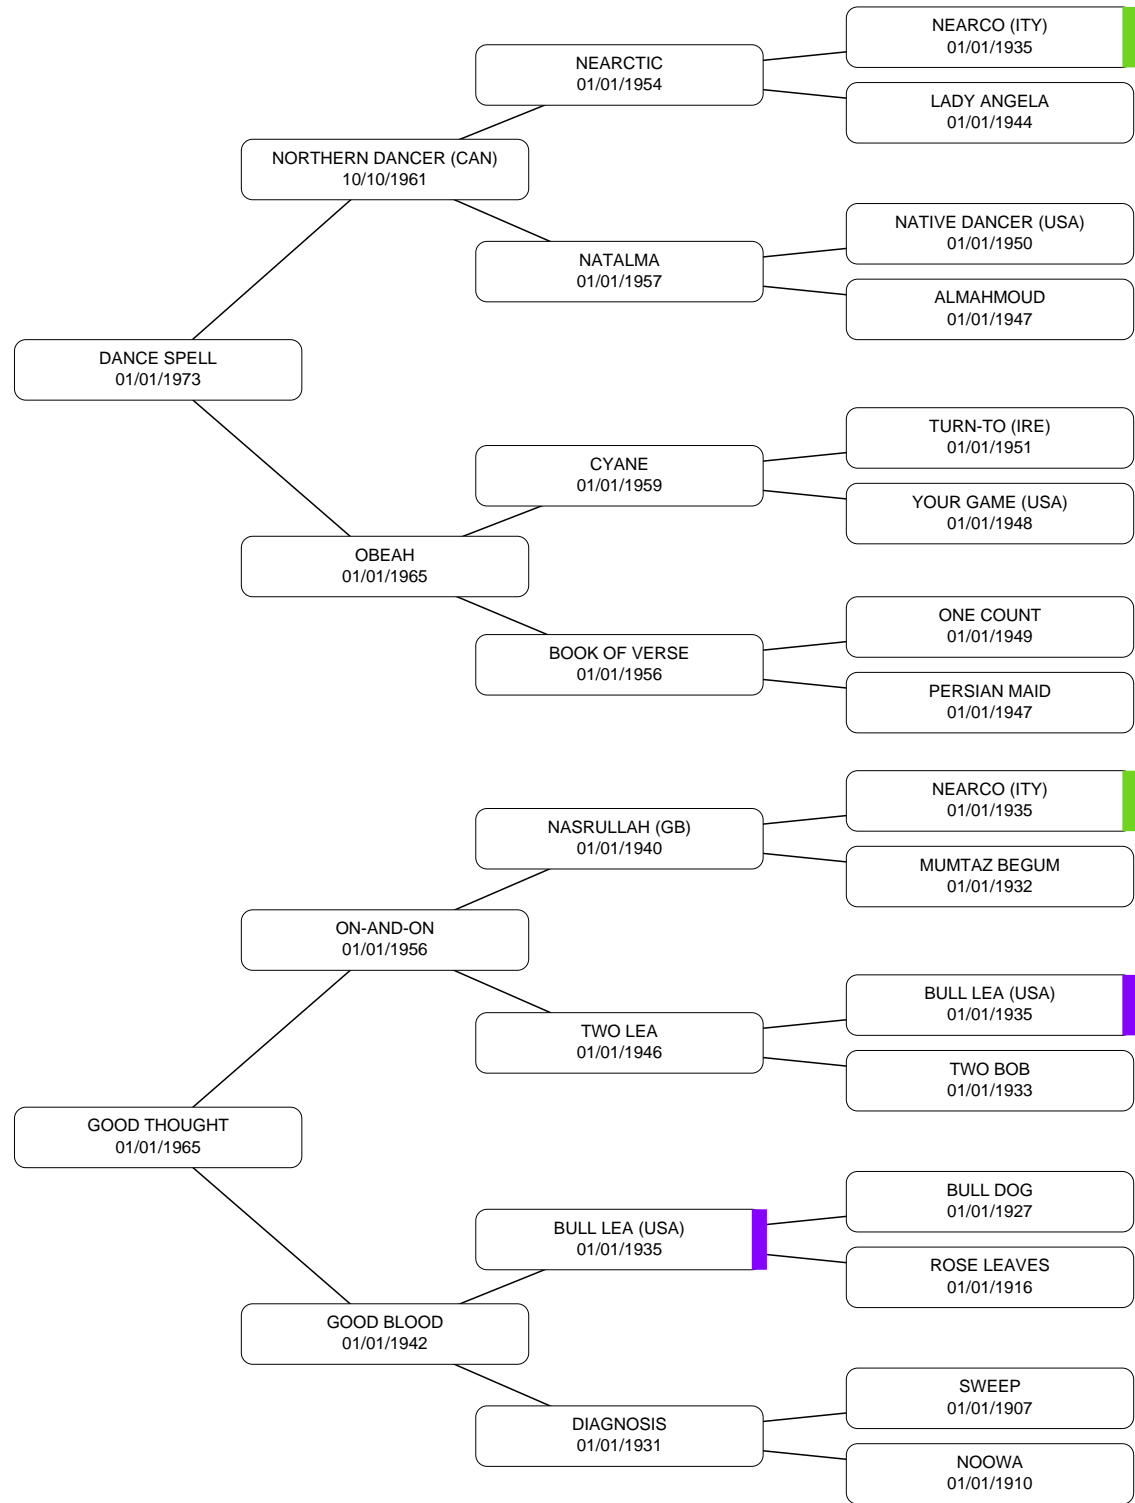 NEARCO (ITY)
01/01/1935
NEARCTIC
01/01/1954
LADY ANGELA
01/01/1944
NORTHERN DANCER (CAN)
10/10/1961
NATIVE DANCER (USA)
01/01/1950
NATALMA
01/01/1957
ALMAHMOUD
01/01/1947
DANCE SPELL
01/01/1973
TURN-TO (IRE)
01/01/1951
CYANE
01/01/1959
YOUR GAME (USA)
01/01/1948
OBEAH
01/01/1965
ONE COUNT
01/01/1949
BOOK OF VERSE
01/01/1956
PERSIAN MAID
01/01/1947
NEARCO (ITY)
01/01/1935
NASRULLAH (GB)
01/01/1940
MUMTAZ BEGUM
01/01/1932
ON-AND-ON
01/01/1956
BULL LEA (USA)
01/01/1935
TWO LEA
01/01/1946
TWO BOB
01/01/1933
GOOD THOUGHT
01/01/1965
BULL DOG
01/01/1927
BULL LEA (USA)
01/01/1935
ROSE LEAVES
01/01/1916
GOOD BLOOD
01/01/1942
SWEEP
01/01/1907
DIAGNOSIS
01/01/1931
NOOWA
01/01/1910